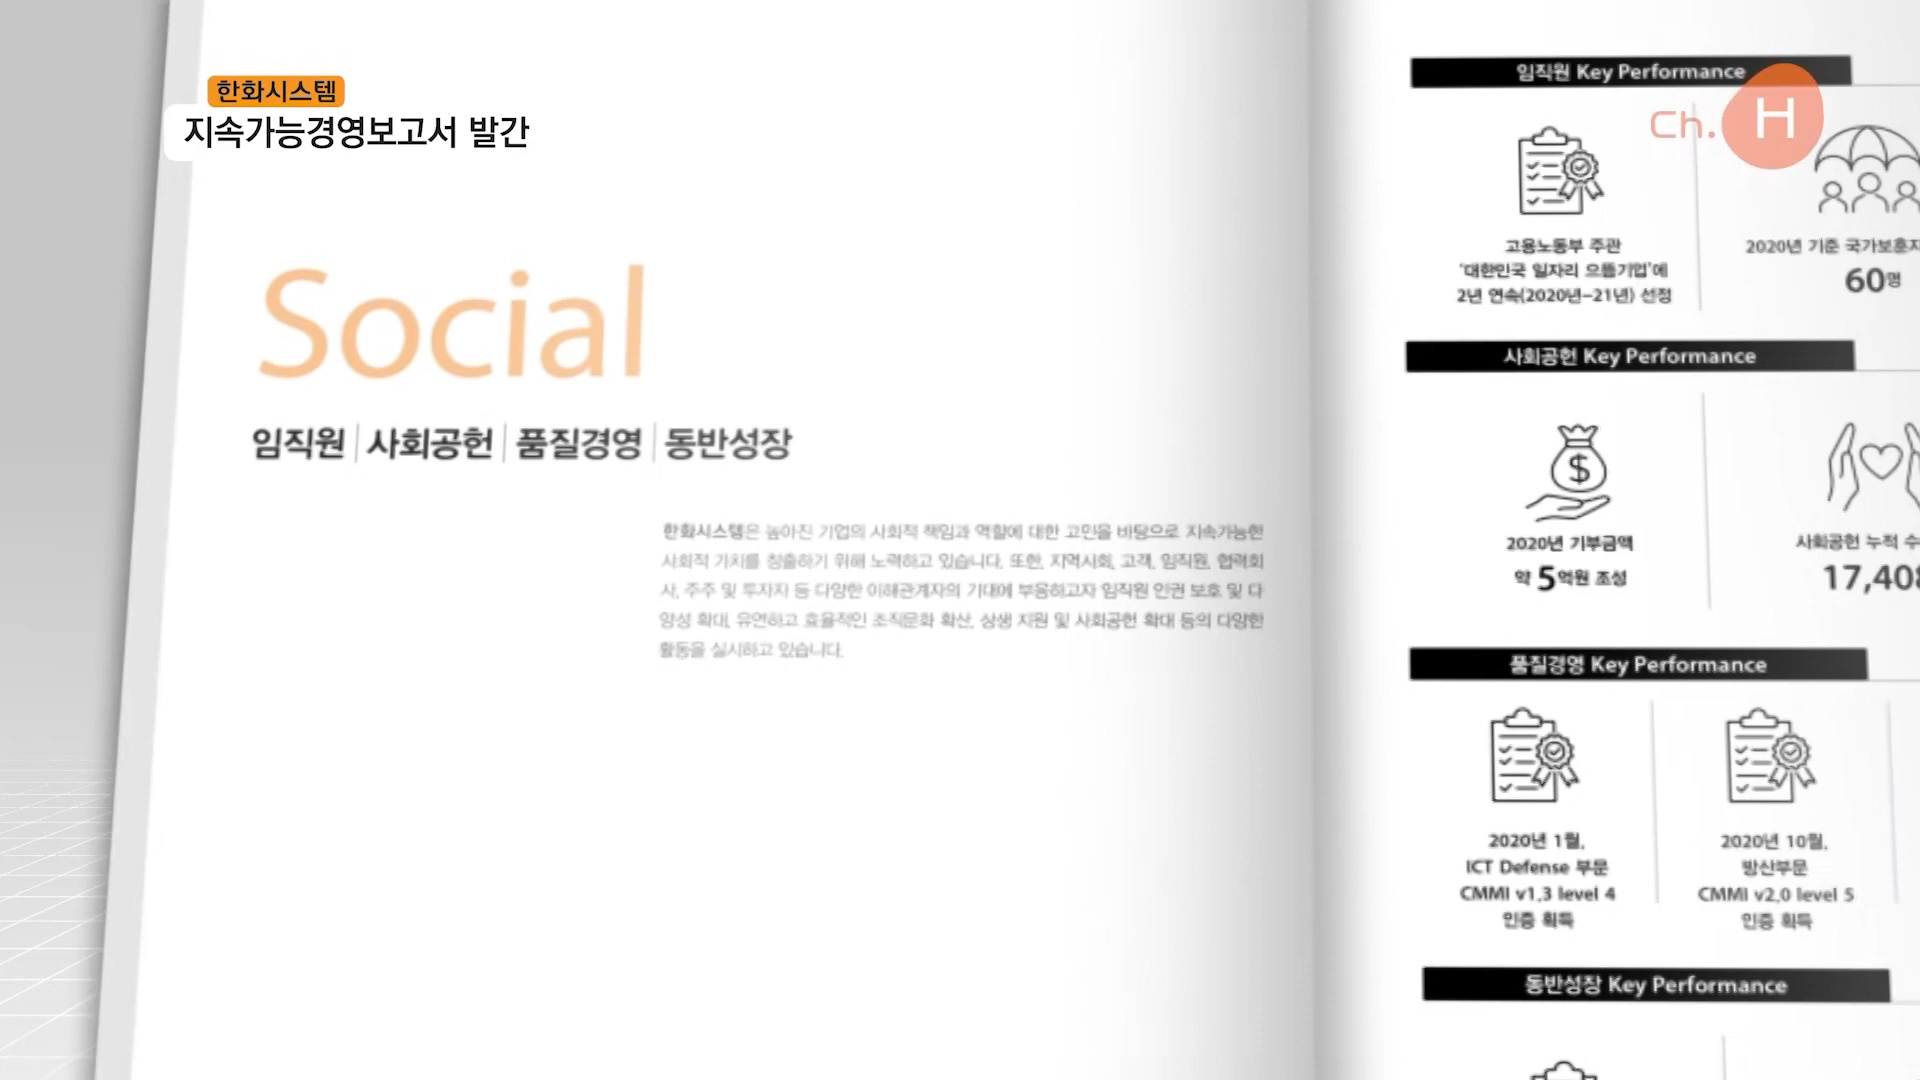 한화시스템
지속가능경영보고서 발간
Ch. H
Social
임직원 사회공헌 품질경영 동반성장
한화시스템은 높아진 기업의 사회적 책임과 역할에 대한 고민을 바탕으로 지속가능한
사회적 가치를 창출하기 위해 노력하고 있습니다. 또한, 지역사회, 고객, 임직원, 협력회
사, 주주 및 투자자 등 다양한 이해관계자의 기대에 부응하고자 임직원 인권 보호 및 다
양성 확대, 유연하고 효율적인 조직문화 확산, 상생 지원 및 사회공헌 확대 등의 다양한
활동을 실시하고 있습니다.
임직원 Key Performance
고용노동부 주관
'대한민국 일자리 으뜸기업'에
2년 연속(2020년-21년) 선정
2020년 기준
60명
사회공헌 Key Performance
2020년 기부금액
약 5억원 조성
사회공헌 누적
품질경영 Key Performance
2020년 1월,
ICT Defense 부문
CMMI v1.3 level 4
인증 획득
2020년 10월,
방산부문
CMMI v2.0 level 5
인증 획득
동반성장 Key Performance